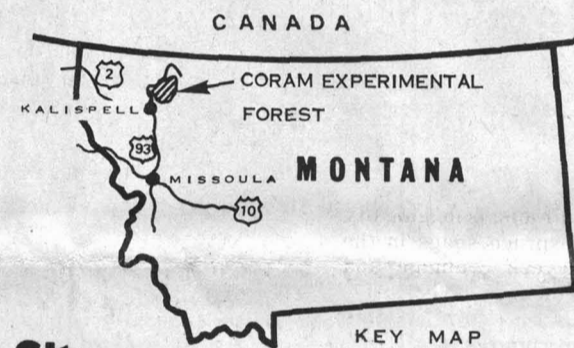 CANADA
2
CORAM EXPERIMENTAL
FOREST
KALISPELL
93
MISSOULA
MONTANA
10
KEY MAP